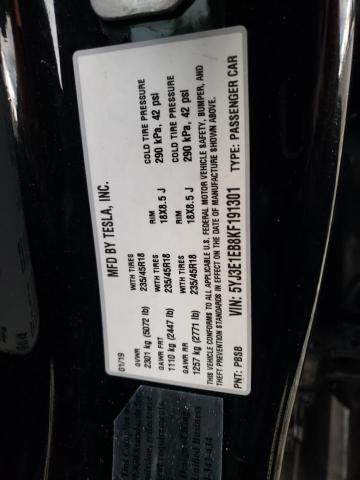 MFD BY TESLA, INC.
01/19
GVWR
2301 kg (5072 lb)
WITH TIRES
235/45R18
RIM
18X8.5 J
COLD TIRE PRESSURE
290 kPa, 42 psi
GAWR FRT
1110 kg (2447 lb)
WITH TIRES
235/45R18
RIM
18X8.5 J
COLD TIRE PRESSURE
290 kPa, 42 psi
GAWR RR
1257 kg (2771 lb)
THIS VEHICLE CONFORMS TO ALL APPLICABLE U.S. FEDERAL MOTOR VEHICLE SAFETY, BUMPER, AND
THEFT PREVENTION STANDARDS IN EFFECT ON THE DATE OF MANUFACTURE SHOWN ABOVE.
VIN: 5YJ3E1EB8KF191301
PNT: PBSB
TYPE: PASSENGER CAR